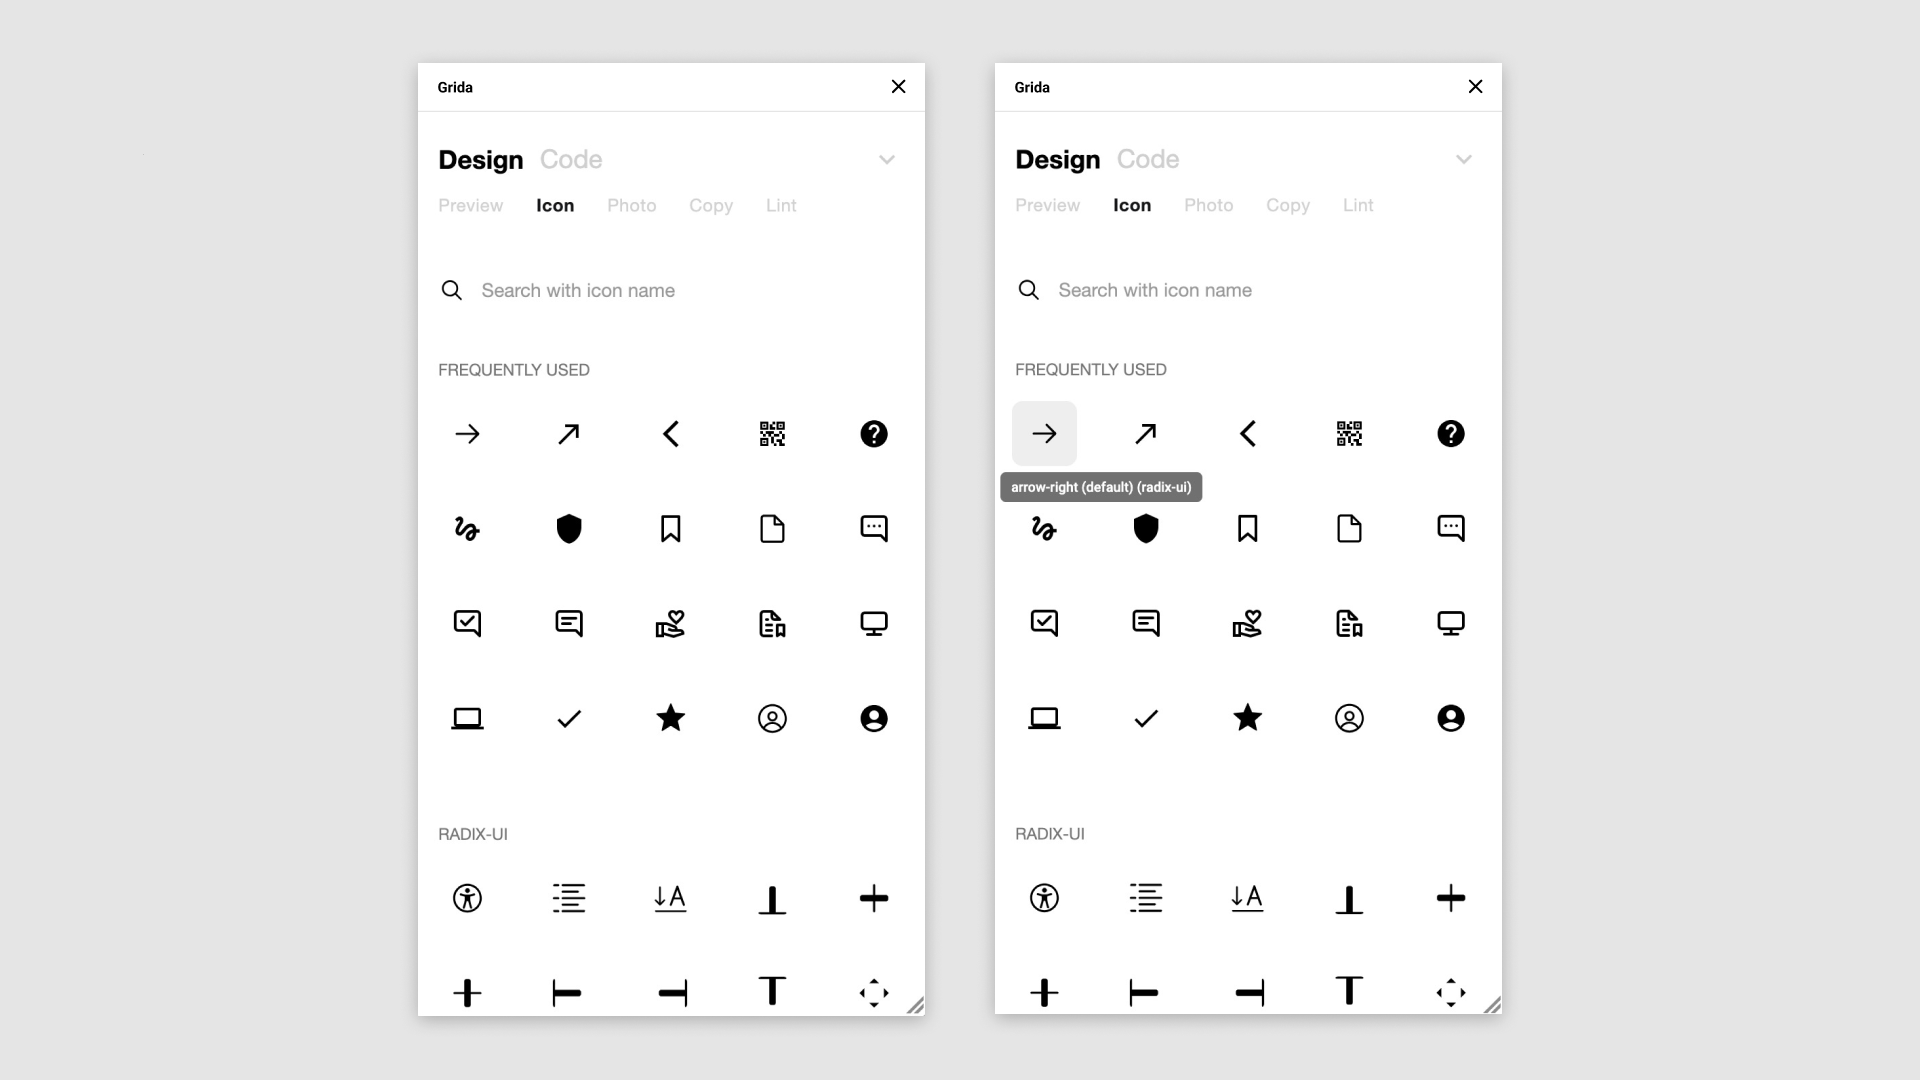 Grida
Design Code
Preview Icon Photo Copy Lint
Search with icon name
FREQUENTLY USED
RADIX-UI
A
Grida
Design Code
Preview Icon Photo Copy Lint
Search with icon name
FREQUENTLY USED
arrow-right (default) (radix-ui)
RADIX-UI
A